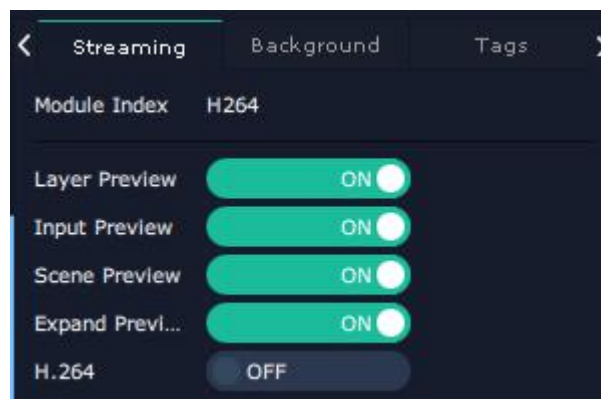 Streaming Background Tags
Module Index H264
Layer Preview ON
Input Preview ON
Scene Preview ON
Expand Previ... ON
H.264 OFF